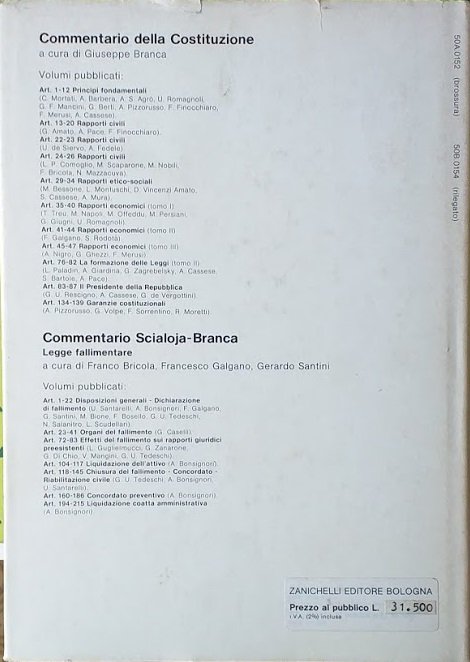 Commentario della Costituzione
a cura di Giuseppe Branca
Volumi pubblicati:
Art. 1-12 Principi fondamentali
(C. Mortati, A. Barbera, A. S. Agro, U. Romagnoli,
G. F. Mancini, G. Berti, A. Pizzorusso, F. Finocchiaro,
F. Merusi, A. Cassese).
Art. 13-20 Rapporti civili
(G. Amato, A. Pace, F. Finocchiaro).
Art. 22-23 Rapporti civili
(U. de Siervo, A. Fedele).
Art. 24-26 Rapporti civili
(L. P. Comoglio, M. Scaparone, M. Nobili,
F. Bricola, N. Mazzacuva).
Art. 29-34 Rapporti etico-sociali
(M. Bessone, L. Montuschi, D. Vincenzi Amato,
S. Cassese, A. Mura).
Art. 35-40 Rapporti economici (tomo I)
(T. Treu, M. Napoli, M. Offeddu, M. Persiani,
G. Giugni, U. Romagnoli).
Art. 41-44 Rapporti economici (tomo II)
(F. Galgano, S. Rodotà).
Art. 45-47 Rapporti economici (tomo III)
(A. Nigro, G. Ghezzi, F. Merusi)
Art. 76-82 La formazione delle Leggi (tomo II)
(L. Paladin, A. Giardina, G. Zagrebelsky, A. Cassese,
S. Bartole, A. Pace).
Art. 83-87 Il Presidente della Repubblica
(G. U. Rescigno, A. Cassese, G. de Vergottini).
Art. 134-139 Garanzie costituzionali
(A. Pizzorusso, G. Volpe, F. Sorrentino, R. Moretti).
Commentario Scialoja-Branca
Legge fallimentare
a cura di Franco Bricola, Francesco Galgano, Gerardo Santini
Volumi pubblicati:
Art. 1-22 Disposizioni generali - Dichiarazione
di fallimento (U. Santarelli, A. Bonsignori, F. Galgano,
G. Santini, M. Bione, F. Bosello, G. U. Tedeschi,
N. Salanitro, L. Scudellari).
Art. 23-41 Organi del fallimento (G. Caselli).
Art. 72-83 Effetti del fallimento sui rapporti giuridici
preesistenti (L. Guglielmucci, G. Zanarone,
G. Di Chio, V. Mangini, G. U. Tedeschi).
Art. 104-117 Liquidazione dell'attivo (A. Bonsignori).
Art. 118-145 Chiusura del fallimento - Concordato -
Riabilitazione civile (G. U. Tedeschi, A. Bonsignori,
U. Santarelli).
Art. 160-186 Concordato preventivo (A. Bonsignori).
Art. 194-215 Liquidazione coatta amministrativa
(A. Bonsignori).
50A.0152 (brossura) 50B.0154 (rilegato)
ZANICHELLI EDITORE BOLOGNA
Prezzo al pubblico L. 31.500
I.V.A. (2%) inclusa